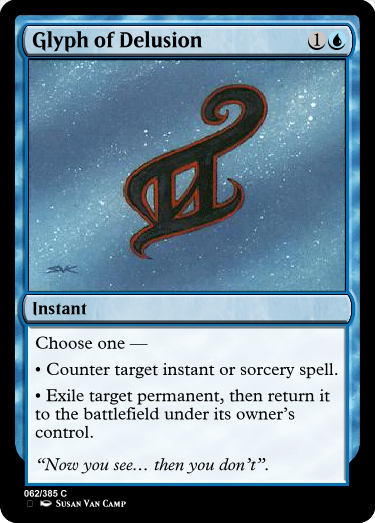 Glyph of Delusion 1
SVK
Instant
Choose one —
• Counter target instant or sorcery spell.
• Exile target permanent, then return it
to the battlefield under its owner's
control.
“Now you see... then you don't”.
062/385 C
Susan Van Camp